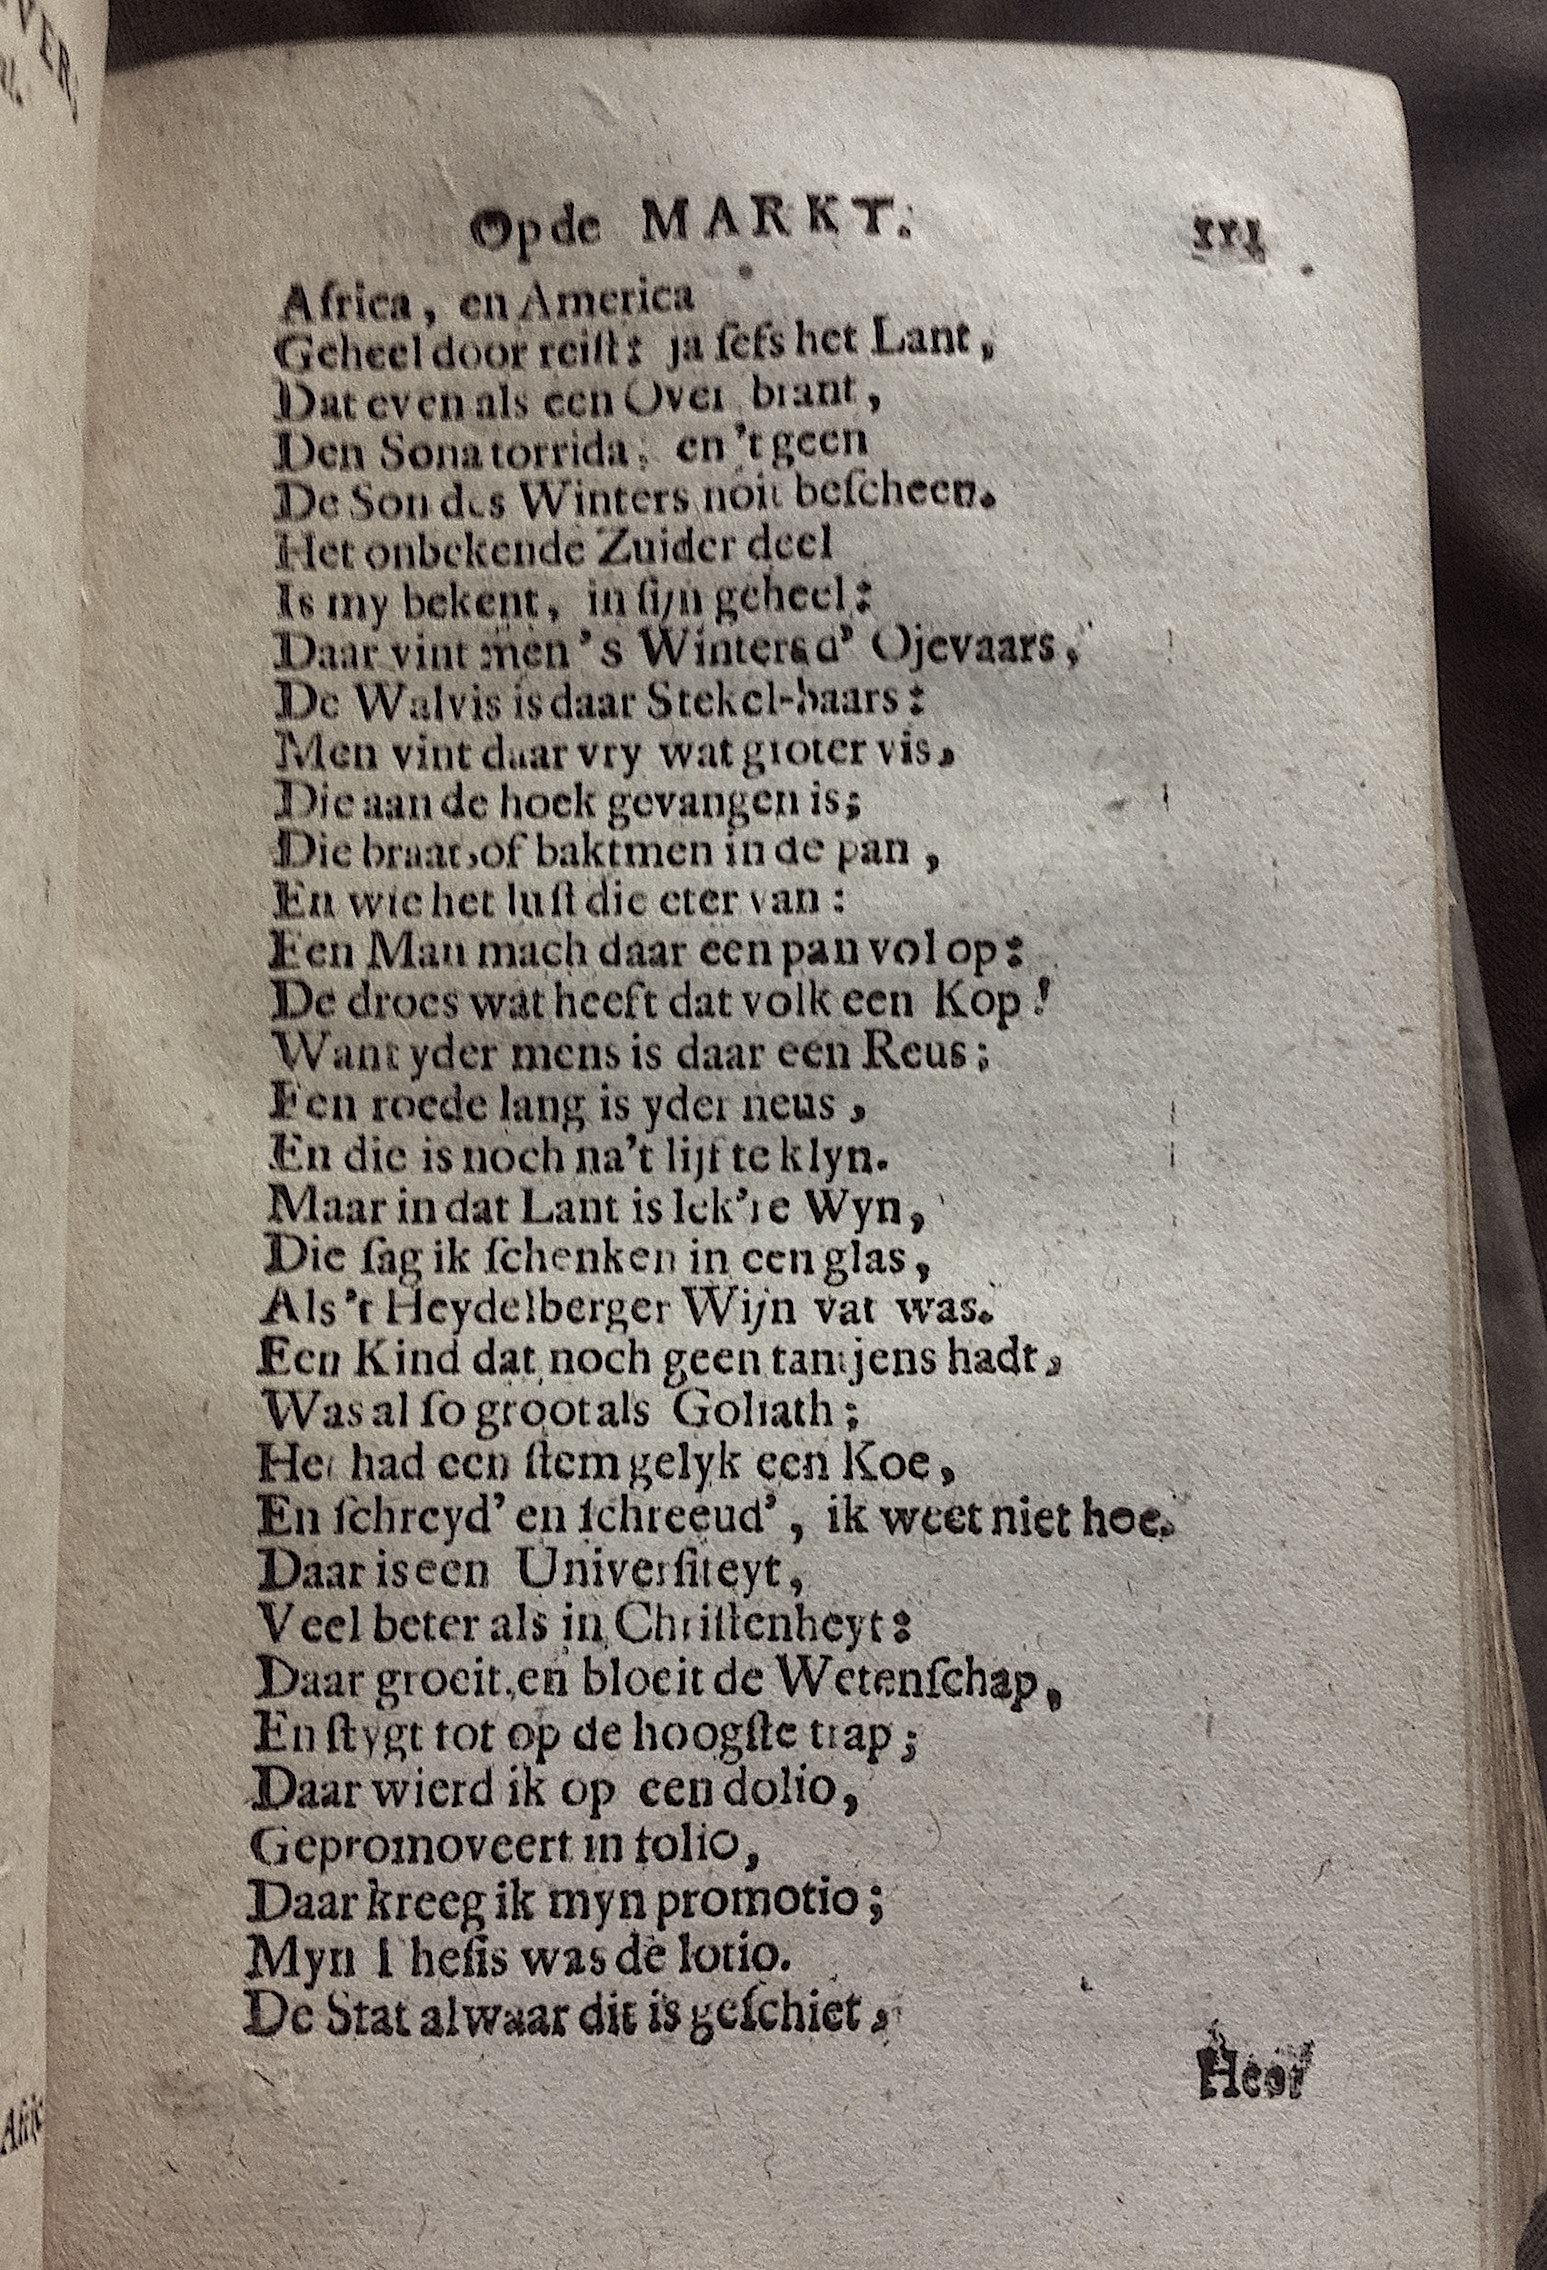 Op de MARKT. 111
Africa, en America
Geheel door reiſt: ja ſefs het Lant,
Dat even als een Over brant,
Den Sona torrida; en 't geen
De Son des Winters noit beſcheen.
Het onbekende Zuider deel
Is my bekent, in ſijn geheel:
Daar vint men 's Winters d' Ojevaars,
De Walvis is daar Stekel-baars:
Men vint daar vry wat groter vis,
Die aan de hoek gevangen is;
Die braat, of baktmen in de pan,
En wie het luſt die eter van:
Een Man mach daar een pan vol op:
De droes wat heeft dat volk een Kop!
Want yder mens is daar een Reus;
Een roede lang is yder neus,
En die is noch na't lijf te klyn.
Maar in dat Lant is lek're Wyn,
Die ſag ik ſchenken in een glas,
Als 't Heydelberger Wijn vat was.
Een Kind dat noch geen tantjens hadt,
Was al ſo groot als Goliath;
Het had een ſtem gelyk een Koe,
En ſchreyd' en ſchreeud', ik weet niet hoe.
Daar is een Univerſiteyt,
Veel beter als in Chriſtenheyt:
Daar groeit, en bloeit de Wetenſchap,
En ſtygt tot op de hoogſte trap;
Daar wierd ik op een dolio,
Gepromoveert in folio,
Daar kreeg ik myn promotio;
Myn Theſis was de lotio.
De Stat alwaar dit is geſchiet,